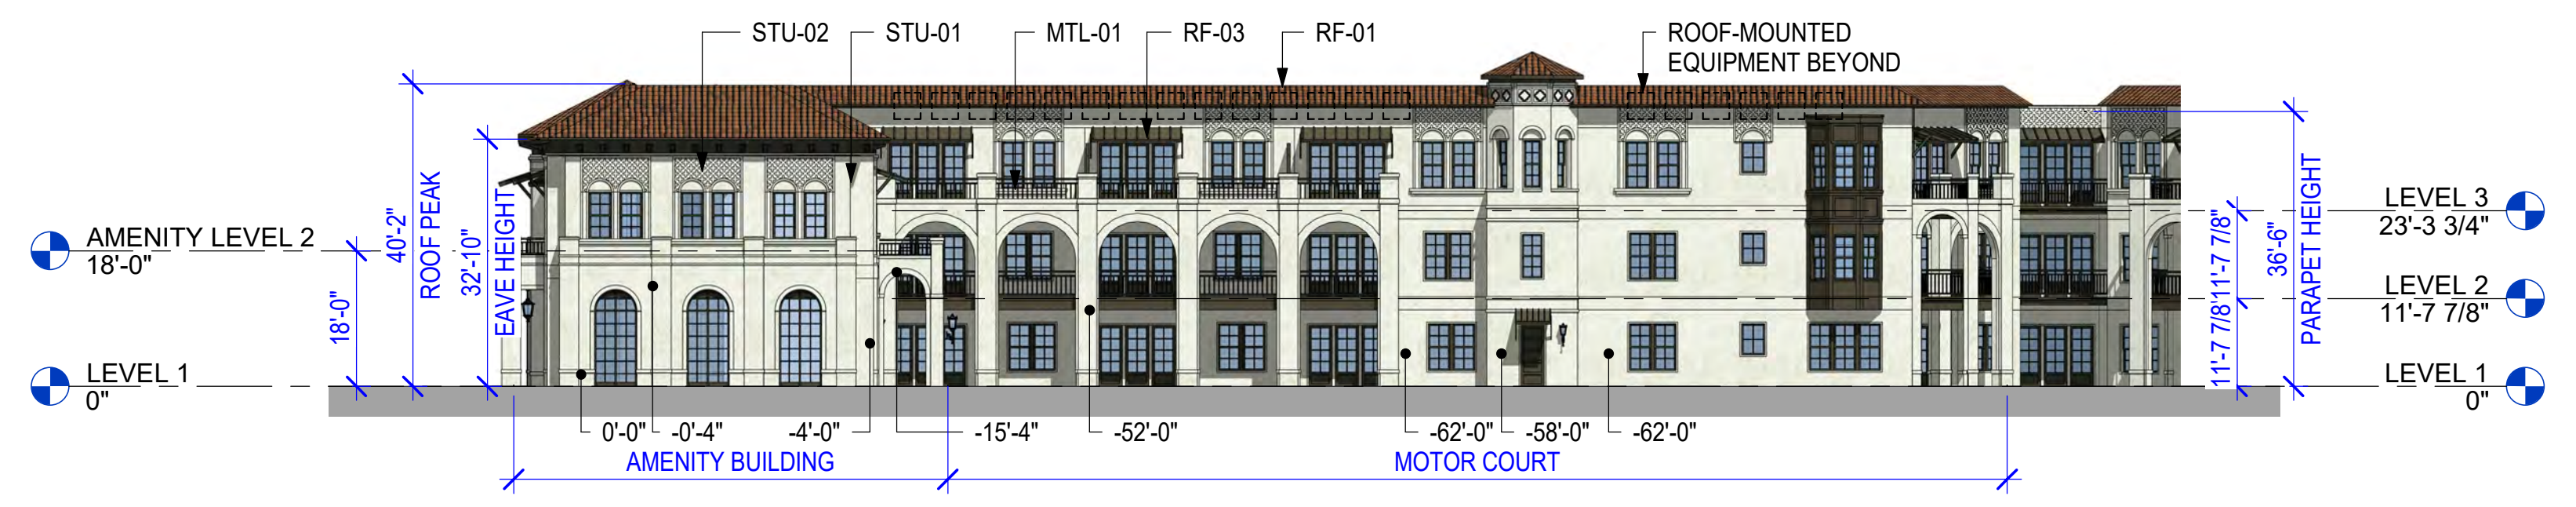 STU-02
STU-01
MTL-01
RF-03
RF-01
ROOF-MOUNTED
EQUIPMENT BEYOND
AMENITY LEVEL 2
18'-0"
LEVEL 1
0"
18'-0"
40'-2"
ROOF PEAK
32'-10"
EAVE HEIGHT
LEVEL 3
23'-3 3/4"
LEVEL 2
11'-7 7/8"
LEVEL 1
0"
11'-7 7/8"
11'-7 7/8"
36'-6"
PARAPET HEIGHT
0'-0"
-0'-4"
-4'-0"
-15'-4"
-52'-0"
-62'-0"
-58'-0"
-62'-0"
AMENITY BUILDING
MOTOR COURT